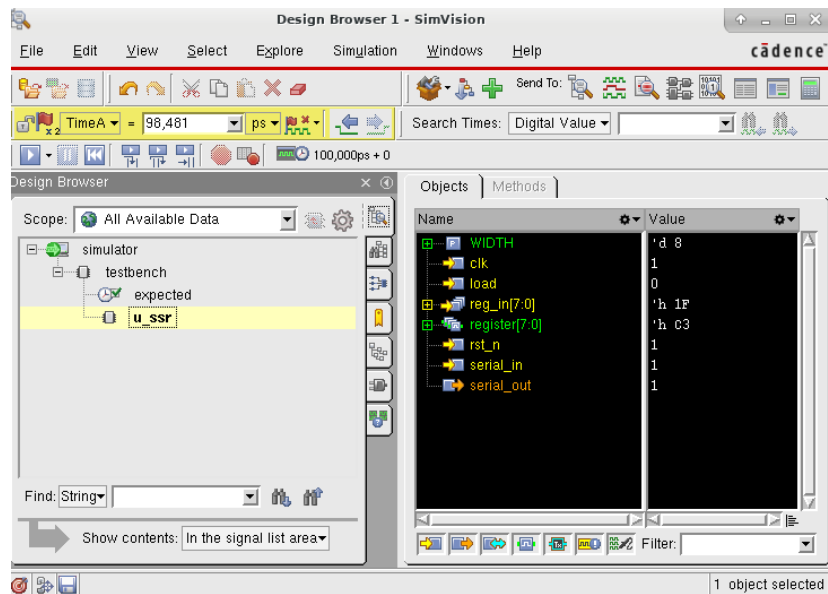 Design Browser 1 - SimVision
File Edit View Select Explore Simulation Windows Help cādence
Send To:
x2 TimeA = 98,481 ps Search Times: Digital Value
100,000ps + 0
Design Browser
Scope: All Available Data
simulator
testbench
expected
u_ssr
Find: String
Show contents: In the signal list area
Objects Methods
Name Value
WIDTH 'd 8
clk 1
load 0
reg_in[7:0] 'h 1F
register[7:0] 'h C3
rst_n 1
serial_in 1
serial_out 1
Filter:
1 object selected